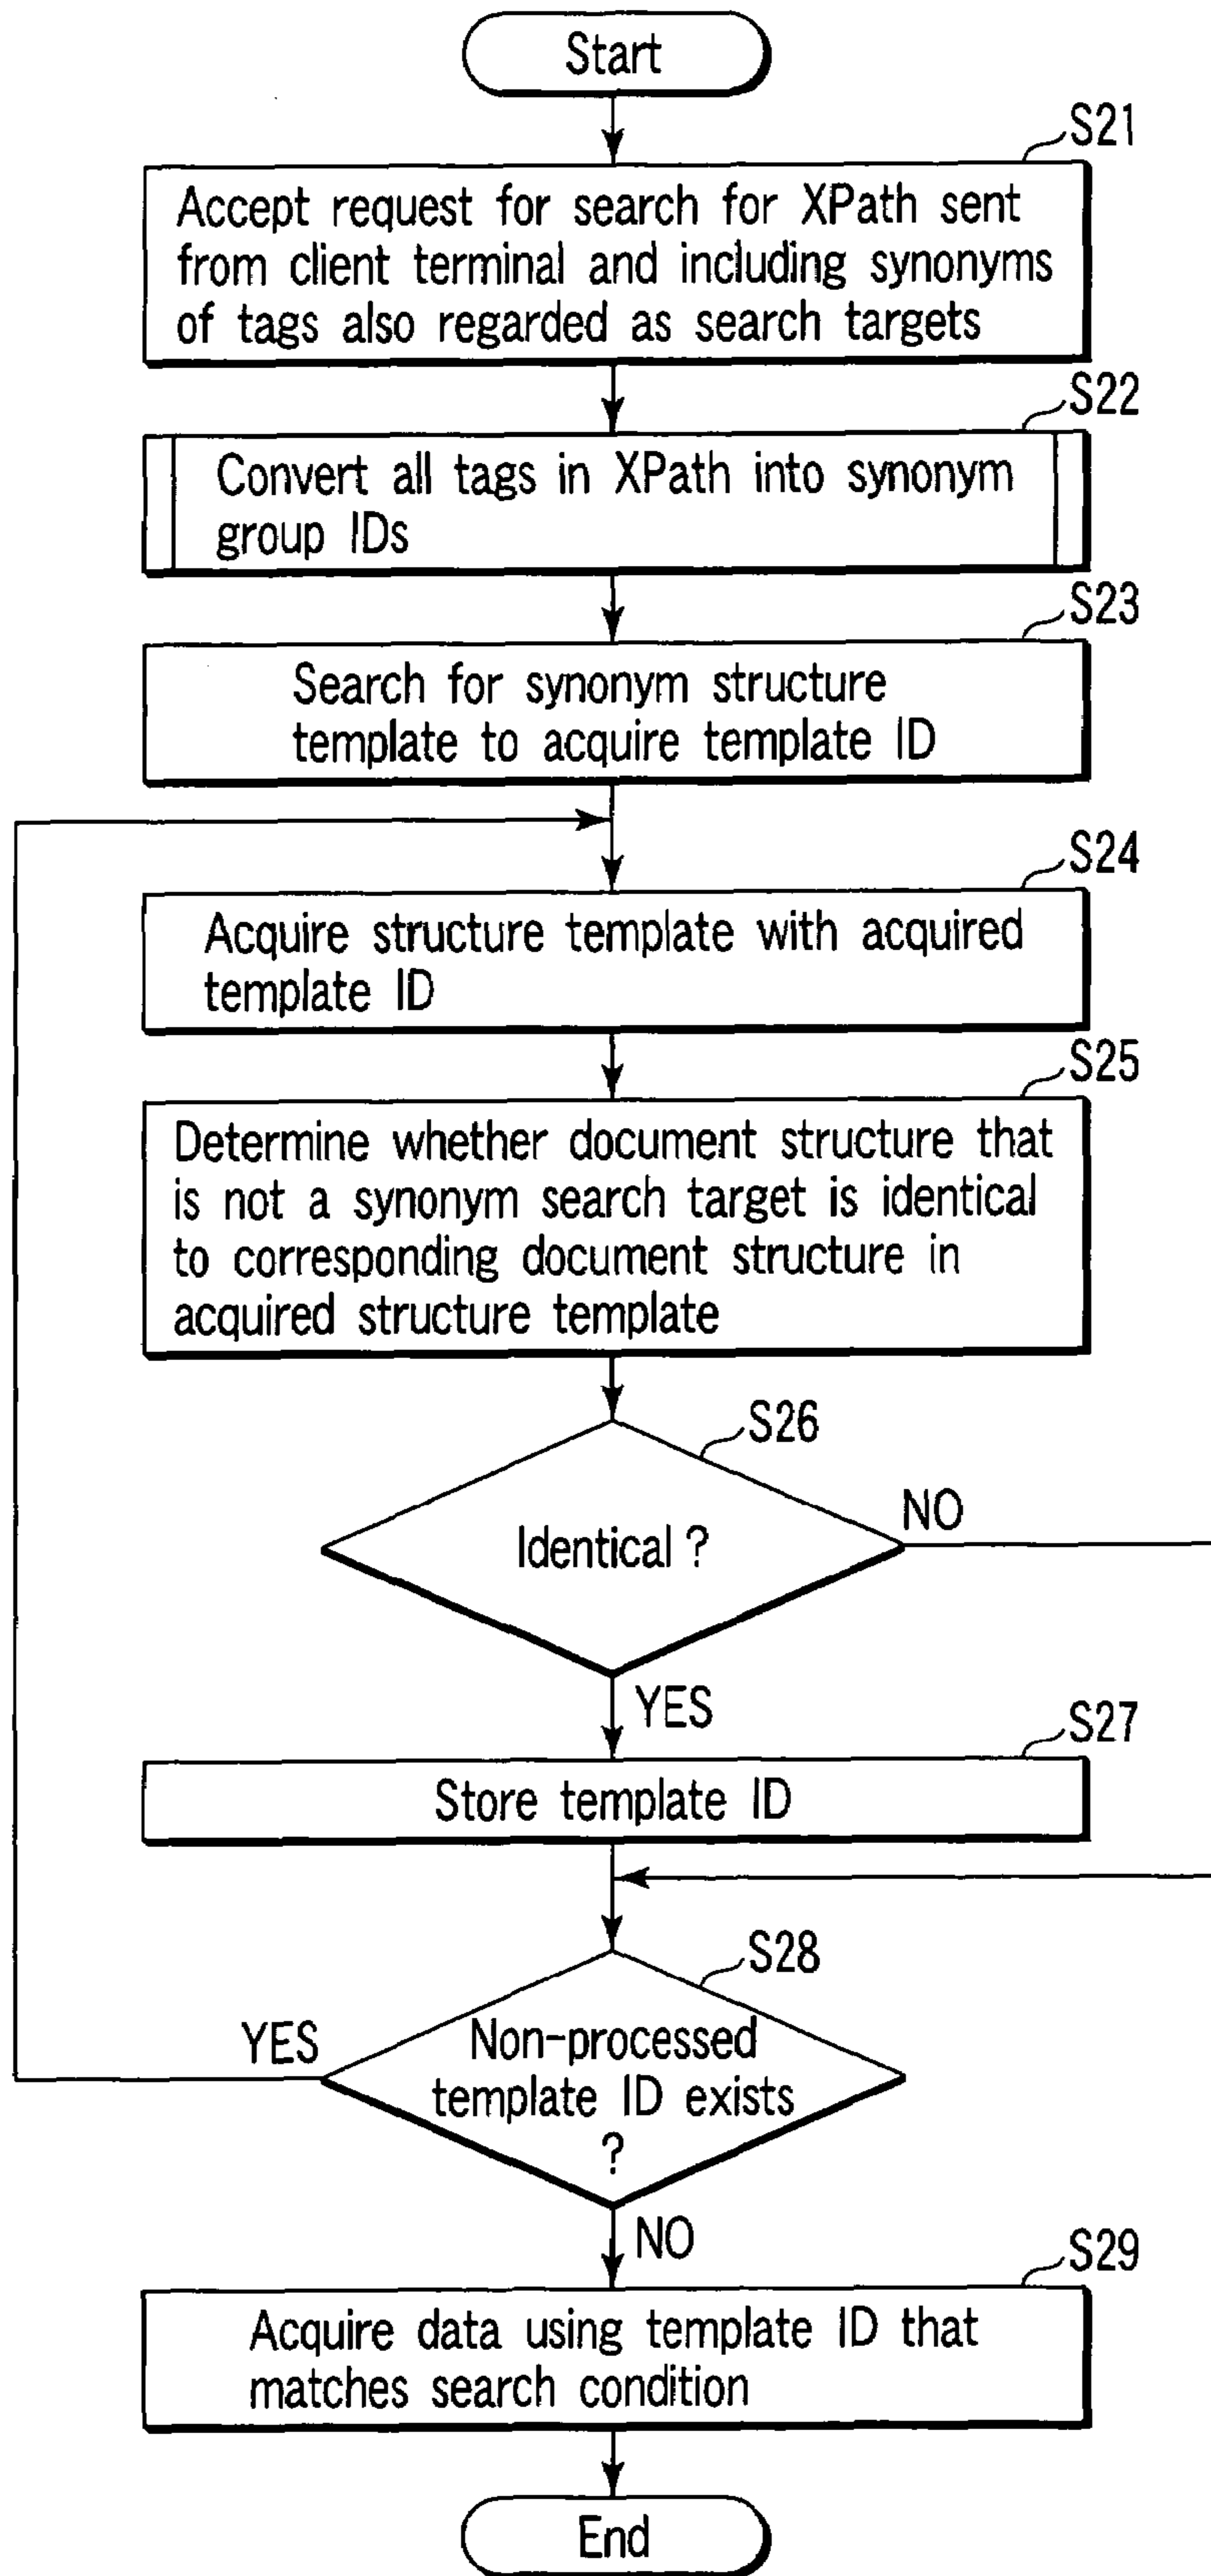 Start
S21
Accept request for search for XPath sent
from client terminal and including synonyms
of tags also regarded as search targets
S22
Convert all tags in XPath into synonym
group IDs
S23
Search for synonym structure
template to acquire template ID
S24
Acquire structure template with acquired
template ID
S25
Determine whether document structure that
is not a synonym search target is identical
to corresponding document structure in
acquired structure template
S26
Identical ?
NO
YES
S27
Store template ID
S28
YES
Non-processed
template ID exists
?
NO
S29
Acquire data using template ID that
matches search condition
End